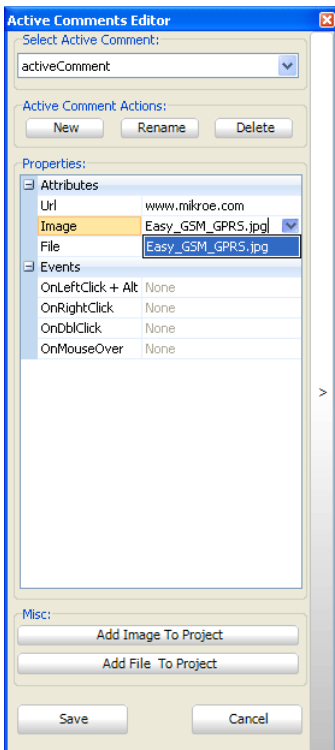 Active Comments Editor
Select Active Comment:
activeComment
Active Comment Actions:
New Rename Delete
Properties:
Attributes
Url www.mikroe.com
Image Easy_GSM_GPRS.jpg
File Easy_GSM_GPRS.jpg
Events
OnLeftClick + Alt None
OnRightClick None
OnDblClick None
OnMouseOver None
>
Misc:
Add Image To Project
Add File To Project
Save Cancel